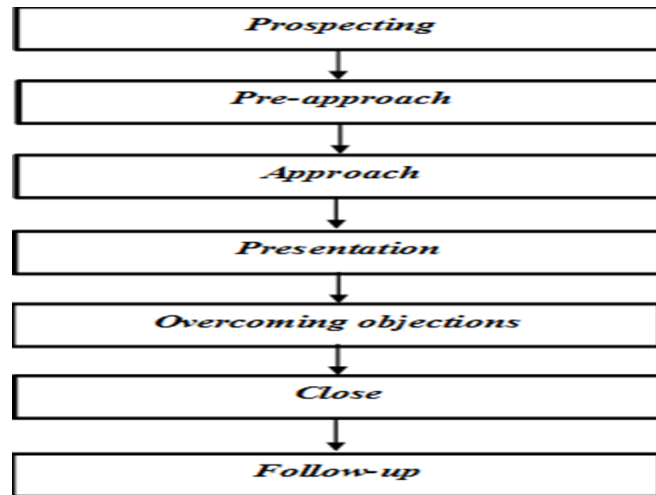 Prospecting
Pre-approach
Approach
Presentation
Overcoming objections
Close
Follow-up